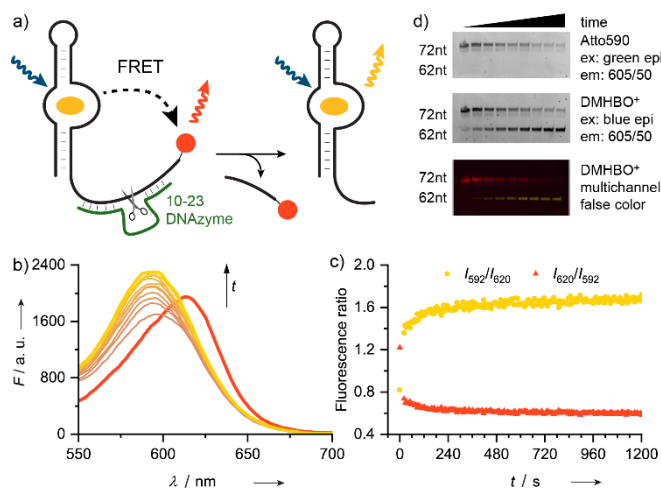 a)
FRET
10-23
DNAzyme
d)
time
72nt
62nt
Atto590
ex: green epi
em: 605/50
72nt
62nt
DMHBO⁺
ex: blue epi
em: 605/50
72nt
62nt
DMHBO⁺
multichannel
false color
b)
2400
1600
800
0
F / a. u.
t
550
600
650
700
λ / nm
c)
I592/I620
I620/I592
2.0
1.6
1.2
0.8
0.4
Fluorescence ratio
0
240
480
720
960
1200
t / s